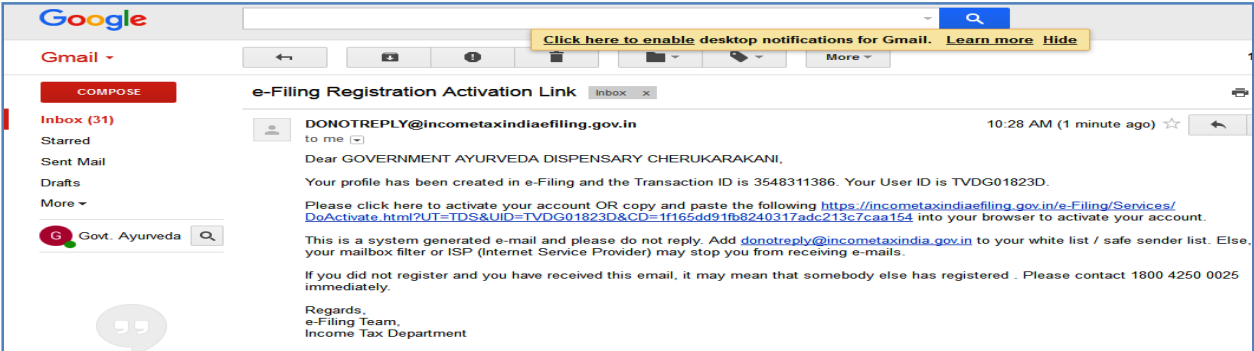 Google
Click here to enable desktop notifications for Gmail. Learn more Hide
Gmail
More
COMPOSE
e-Filing Registration Activation Link Inbox x
Inbox (31)
Starred
Sent Mail
Drafts
More
Govt. Ayurveda
G
DONOTREPLY@incometaxindiaefiling.gov.in 10:28 AM (1 minute ago)
to me
Dear GOVERNMENT AYURVEDA DISPENSARY CHERUKARAKANI,
Your profile has been created in e-Filing and the Transaction ID is 3548311386. Your User ID is TVDG01823D.
Please click here to activate your account OR copy and paste the following https://incometaxindiaefiling.gov.in/e-Filing/Services/
DoActivate.html?UT=TDS&UID=TVDG01823D&CD=1f165dd91fb8240317adc213c7caa154 into your browser to activate your account.
This is a system generated e-mail and please do not reply. Add donotreply@incometaxindia.gov.in to your white list / safe sender list. Else,
your mailbox filter or ISP (Internet Service Provider) may stop you from receiving e-mails.
If you did not register and you have received this email, it may mean that somebody else has registered . Please contact 1800 4250 0025
immediately.
Regards,
e-Filing Team,
Income Tax Department